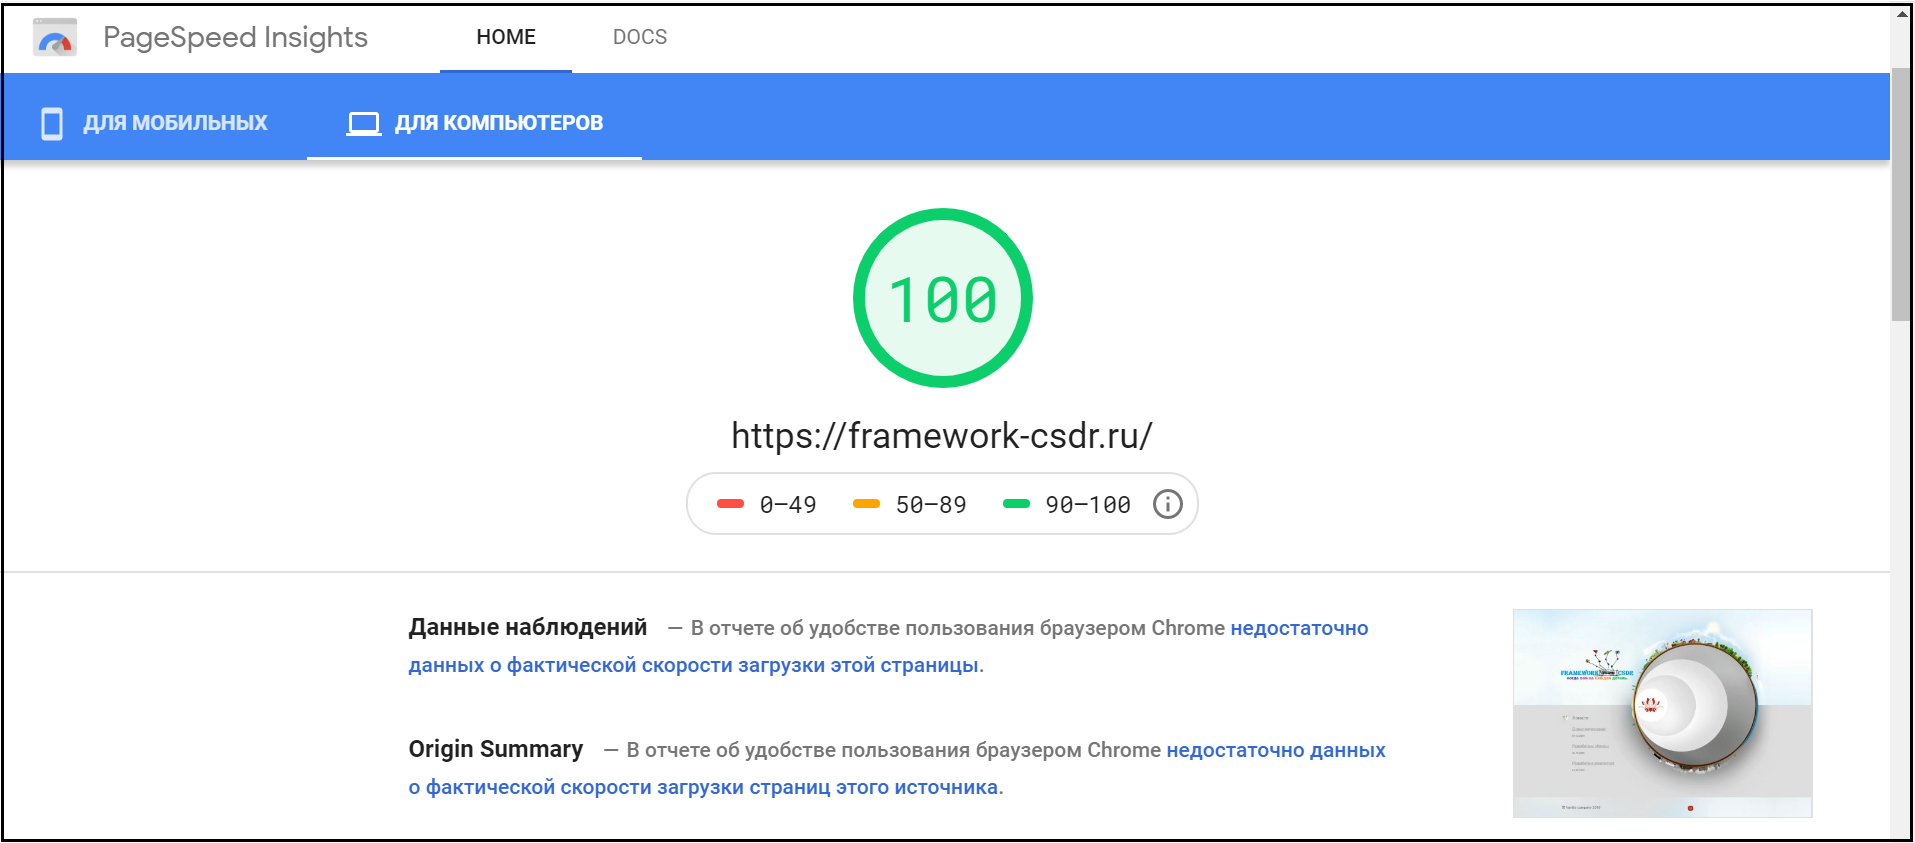 PageSpeed Insights
HOME
DOCS
ДЛЯ МОБИЛЬНЫХ
ДЛЯ КОМПЬЮТЕРОВ
100
https://framework-csdr.ru/
0–49
50–89
90–100
Данные наблюдений — В отчете об удобстве пользования браузером Chrome недостаточно
данных о фактической скорости загрузки этой страницы.
Origin Summary — В отчете об удобстве пользования браузером Chrome недостаточно данных
о фактической скорости загрузки страниц этого источника.
FRAMEWORK CSDR